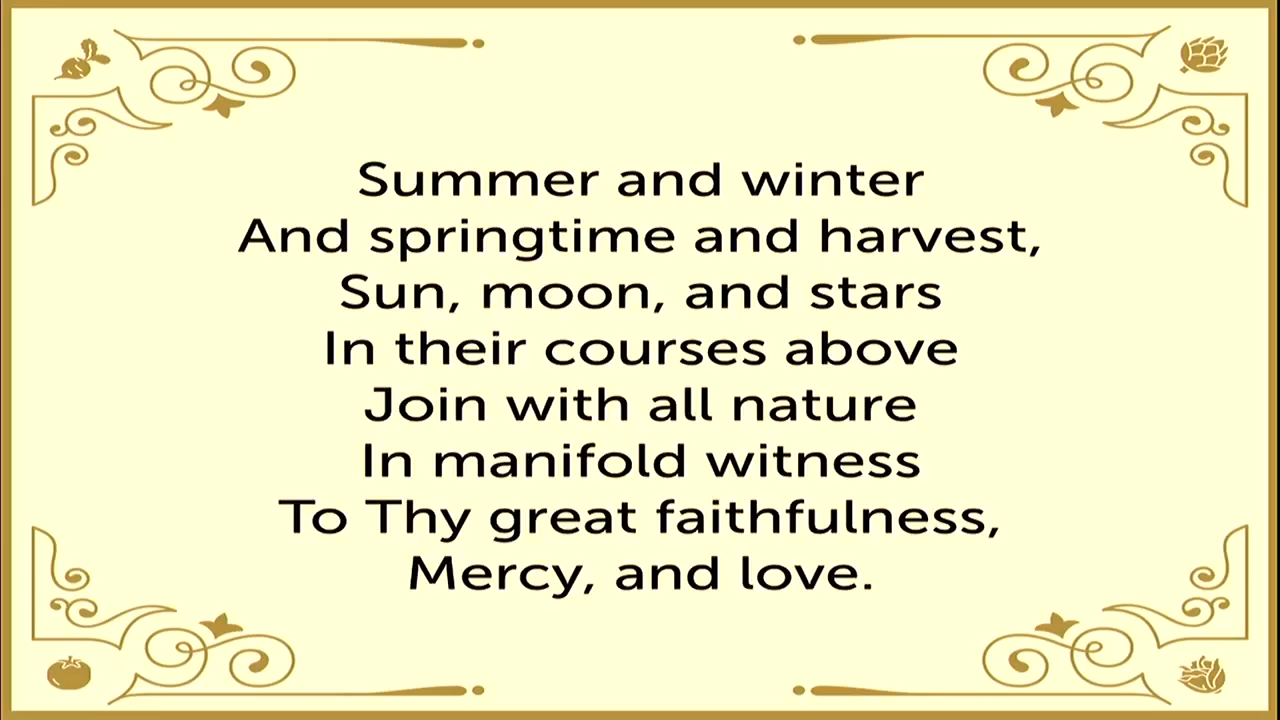 Summer and winter
And springtime and harvest,
Sun, moon, and stars
In their courses above
Join with all nature
In manifold witness
To Thy great faithfulness,
Mercy, and love.